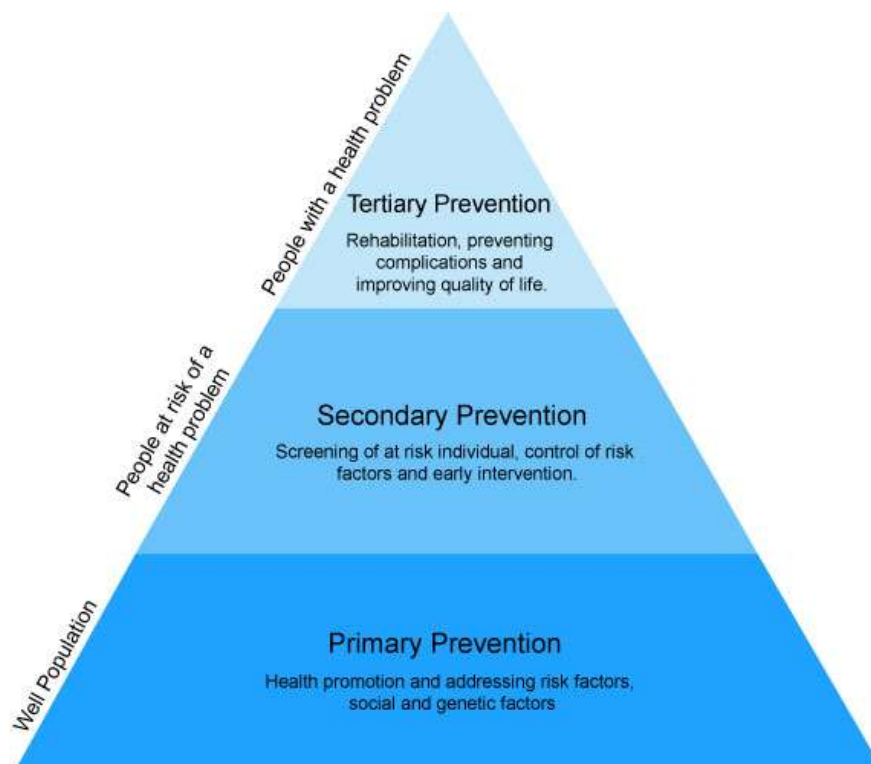 People with a health problem
Tertiary Prevention
Rehabilitation, preventing
complications and
improving quality of life.
People at risk of a
health problem
Secondary Prevention
Screening of at risk individual, control of risk
factors and early intervention.
Well Population
Primary Prevention
Health promotion and addressing risk factors,
social and genetic factors